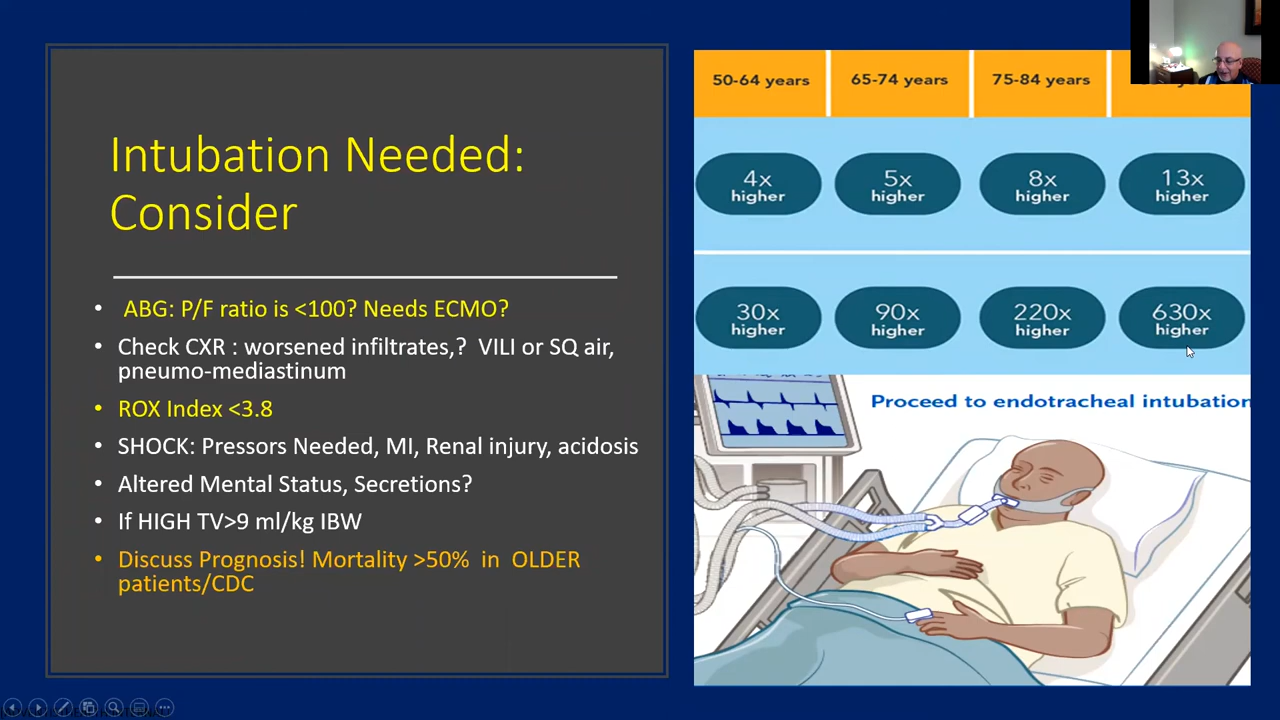 Intubation Needed:
Consider
• ABG: P/F ratio is <100? Needs ECMO?
• Check CXR : worsened infiltrates,? VILI or SQ air,
pneumo-mediastinum
• ROX Index <3.8
• SHOCK: Pressors Needed, MI, Renal injury, acidosis
• Altered Mental Status, Secretions?
• If HIGH TV>9 ml/kg IBW
• Discuss Prognosis! Mortality >50% in OLDER
patients/CDC
50-64 years 65-74 years 75-84 years
4x 5x 8x 13x
higher higher higher higher
30x 90x 220x 630x
higher higher higher higher
Proceed to endotracheal intubation